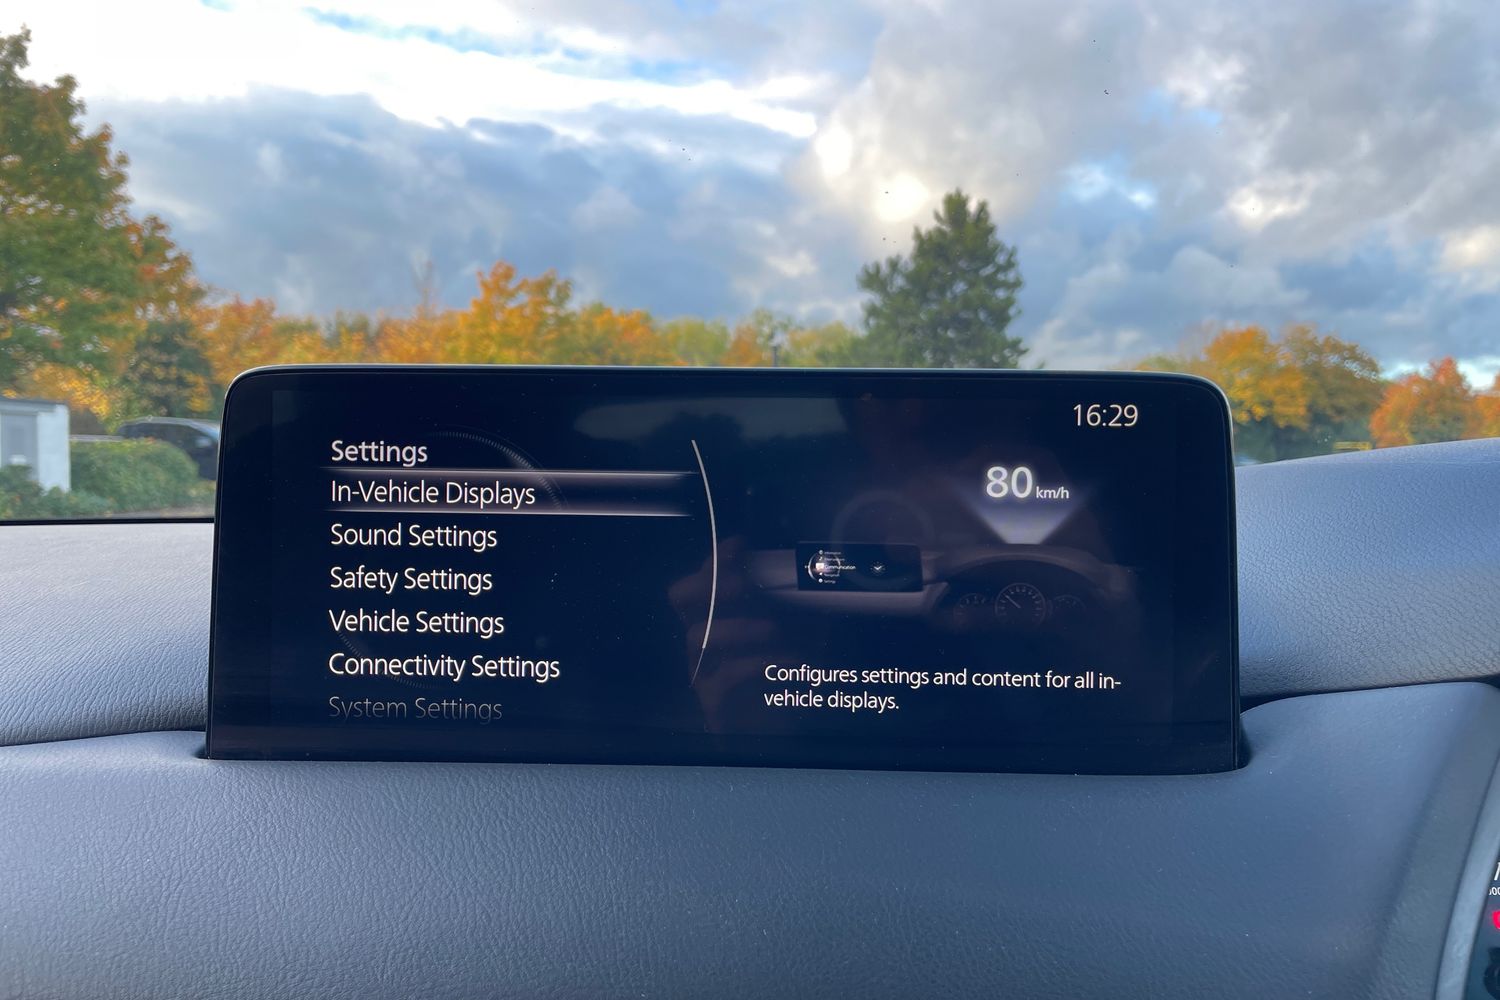 16:29
Settings
In-Vehicle Displays
Sound Settings
Safety Settings
Vehicle Settings
Connectivity Settings
System Settings
80 km/h
Communication
Configures settings and content for all in-
vehicle displays.